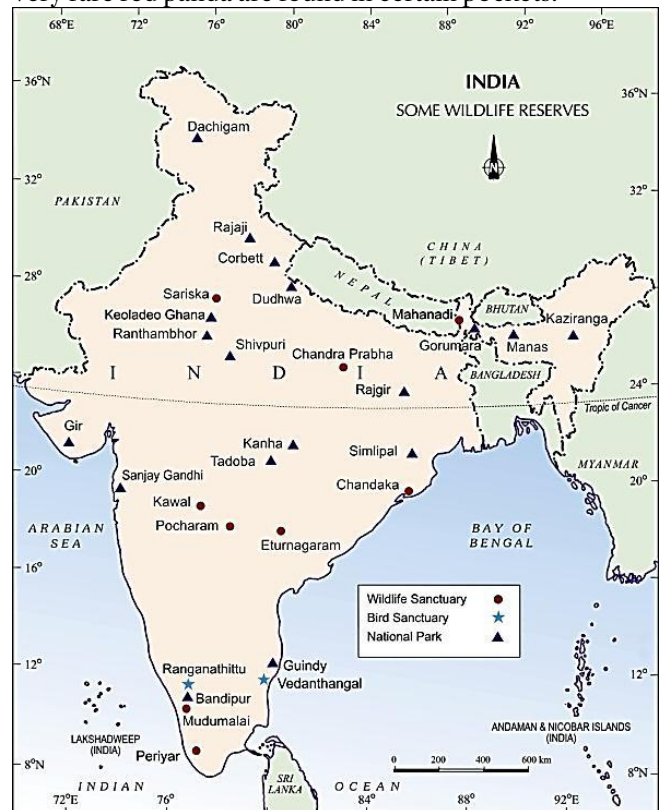 very rare red panda are found in certain pockets.
68°E 72°E 76°E 80°E 84°E 88°E 92°E 96°E
36°N
36°N
INDIA
SOME WILDLIFE RESERVES
N
Dachigam
32°N
32°N
PAKISTAN
Rajaji
CHINA
(TIBET)
Corbett
28°N
28°N
NEPAL
Sariska
Dudhwa
Mahanadi
BHUTAN
Kaziranga
Keoladeo Ghana
Ranthambhor
Shivpuri
Gorumara
Manas
Chandra Prabha
INDIA
BANGLADESH
Rajgir
24°N
Tropic of Cancer
Gir
Kanha
Simlipal
Tadoba
MYANMAR
20°N
20°N
Sanjay Gandhi
Chandaka
Kawal
Pocharam
ARABIAN
SEA
Eturnagaram
BAY OF
BENGAL
16°N
16°N
Wildlife Sanctuary
Bird Sanctuary
National Park
12°N
12°N
Ranganathittu
Guindy
Vedanthangal
Bandipur
Mudumalai
LAKSHADWEEP
(INDIA)
ANDAMAN & NICOBAR ISLANDS
(INDIA)
Periyar
8°N
8°N
0 200 400 600 km
INDIAN OCEAN
SRI
LANKA
72°E 76°E 84°E 88°E 92°E